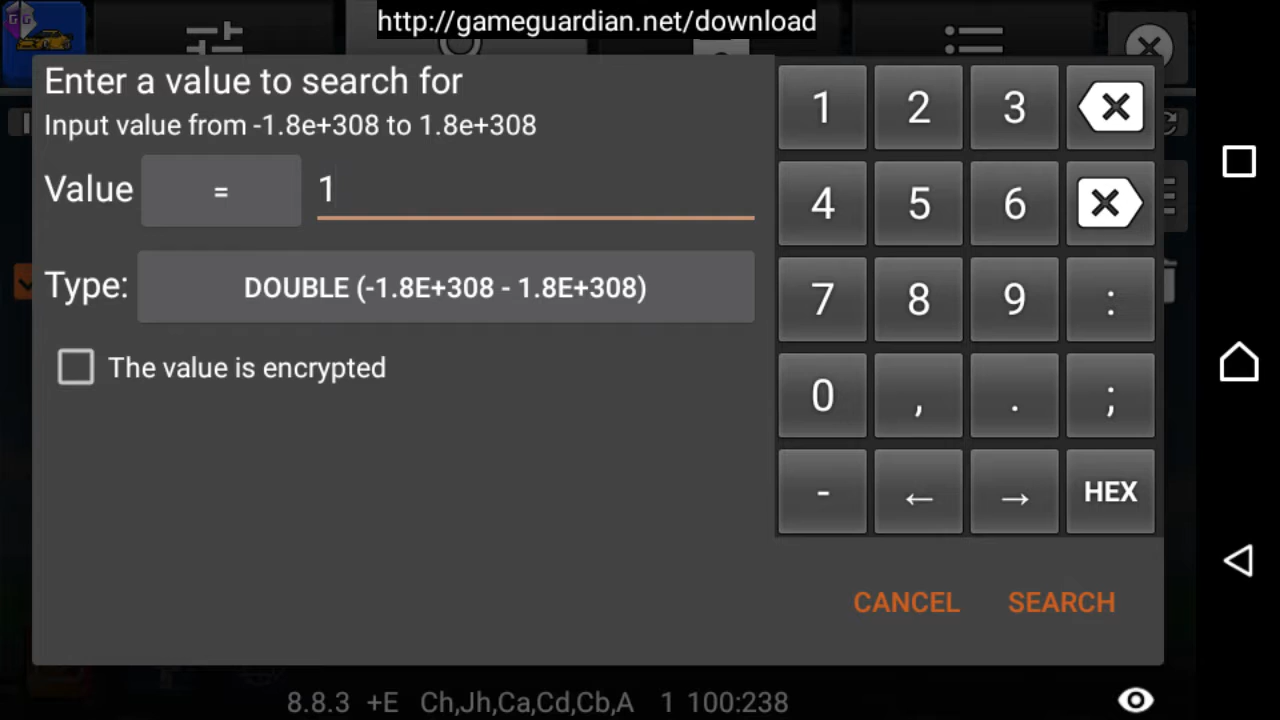 http://gameguardian.net/download
GG
Enter a value to search for
Input value from -1.8e+308 to 1.8e+308
Value = 1
Type: DOUBLE (-1.8E+308 - 1.8E+308)
The value is encrypted
1 2 3
4 5 6
7 8 9 :
0 , . ;
- ← → HEX
CANCEL SEARCH
8.8.3 +E Ch,Jh,Ca,Cd,Cb,A 1 100:238